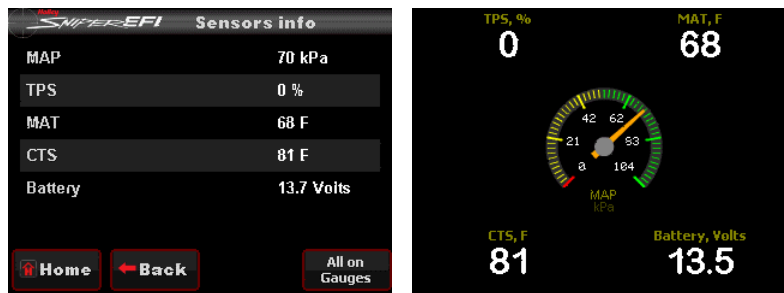 Holley
SNIPER EFI Sensors info
MAP 70 kPa
TPS 0 %
MAT 68 F
CTS 81 F
Battery 13.7 Volts
Home Back All on
Gauges
TPS, % MAT, F
0 68
42 62
21 83
0 104
MAP
kPa
CTS, F Battery, Volts
81 13.5